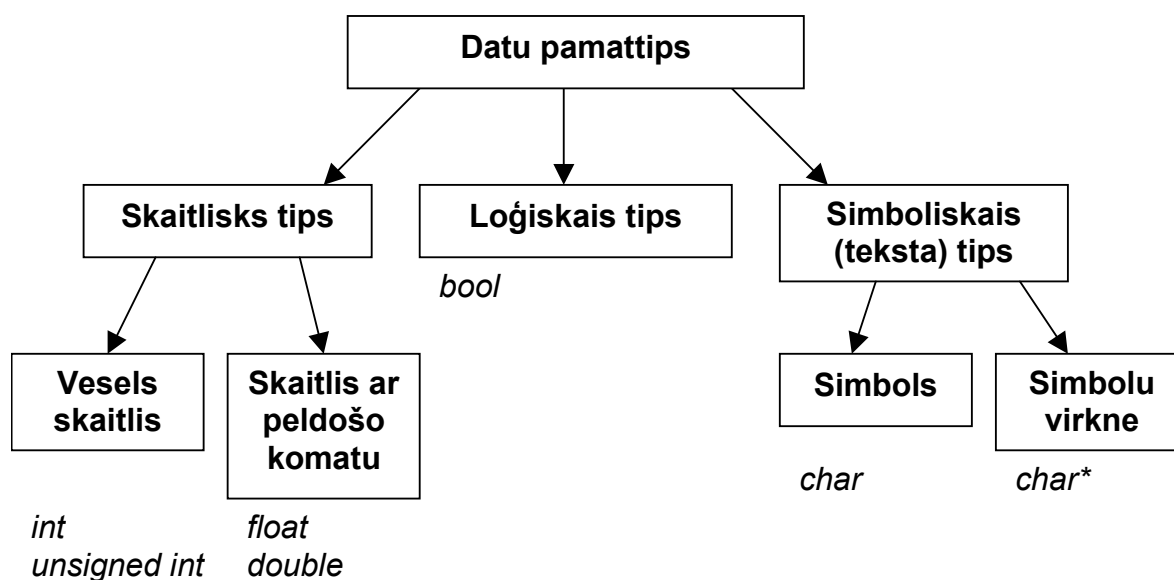 Datu pamattips
Skaitlisks tips
Loģiskais tips
Simboliskais
(teksta) tips
bool
Vesels
skaitlis
Skaitlis ar
peldošo
komatu
Simbols
Simbolu
virkne
char
char*
int
unsigned int
float
double